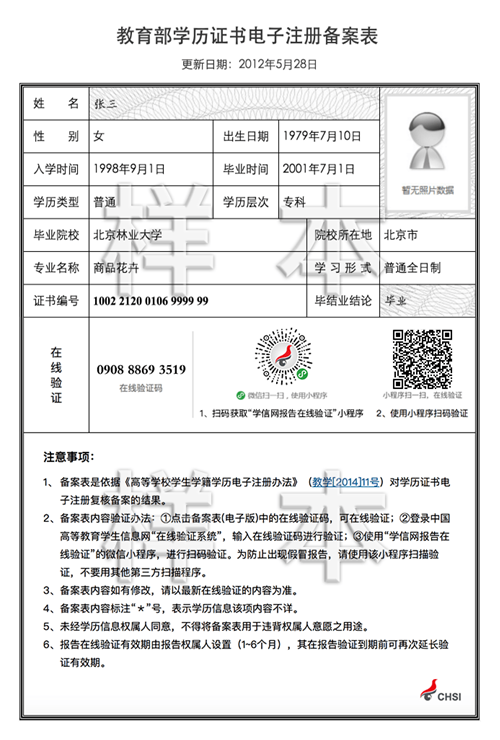 教育部学历证书电子注册备案表
更新日期：2012年5月28日
姓 名 张三
性 别 女 出生日期 1979年7月10日
入学时间 1998年9月1日 毕业时间 2001年7月1日
暂无照片数据
学历类型 普通 学历层次 专科
毕业院校 北京林业大学 院校所在地 北京市
专业名称 商品花卉 学习形式 普通全日制
证书编号 1002 2120 0106 9999 99 毕结业结论 毕业
样本
在线验证
0908 8869 3519
在线验证码
微信扫一扫，使用小程序
小程序扫一扫，在线验证
1、扫码获取“学信网报告在线验证”小程序
2、使用小程序扫码验证
注意事项：
1、备案表是依据《高等学校学生学籍学历电子注册办法》（教学[2014]11号）对学历证书电
子注册复核备案的结果。
2、备案表内容验证办法：①点击备案表(电子版)中的在线验证码，可在线验证；②登录中国
高等教育学生信息网“在线验证系统”，输入在线验证码进行验证；③使用“学信网报告在
线验证”的微信小程序，进行扫码验证。为防止出现假冒报告，请使用该小程序扫描验
证，不要用其他第三方扫描程序。
3、备案表内容如有修改，请以最新在线验证的内容为准。
4、备案表内容标注“＊”号，表示学历信息该项内容不详。
5、未经学历信息权属人同意，不得将备案表用于违背权属人意愿之用途。
6、报告在线验证有效期由报告权属人设置（1~6个月），其在报告验证到期前可再次延长验
证有效期。
样本
CHSI